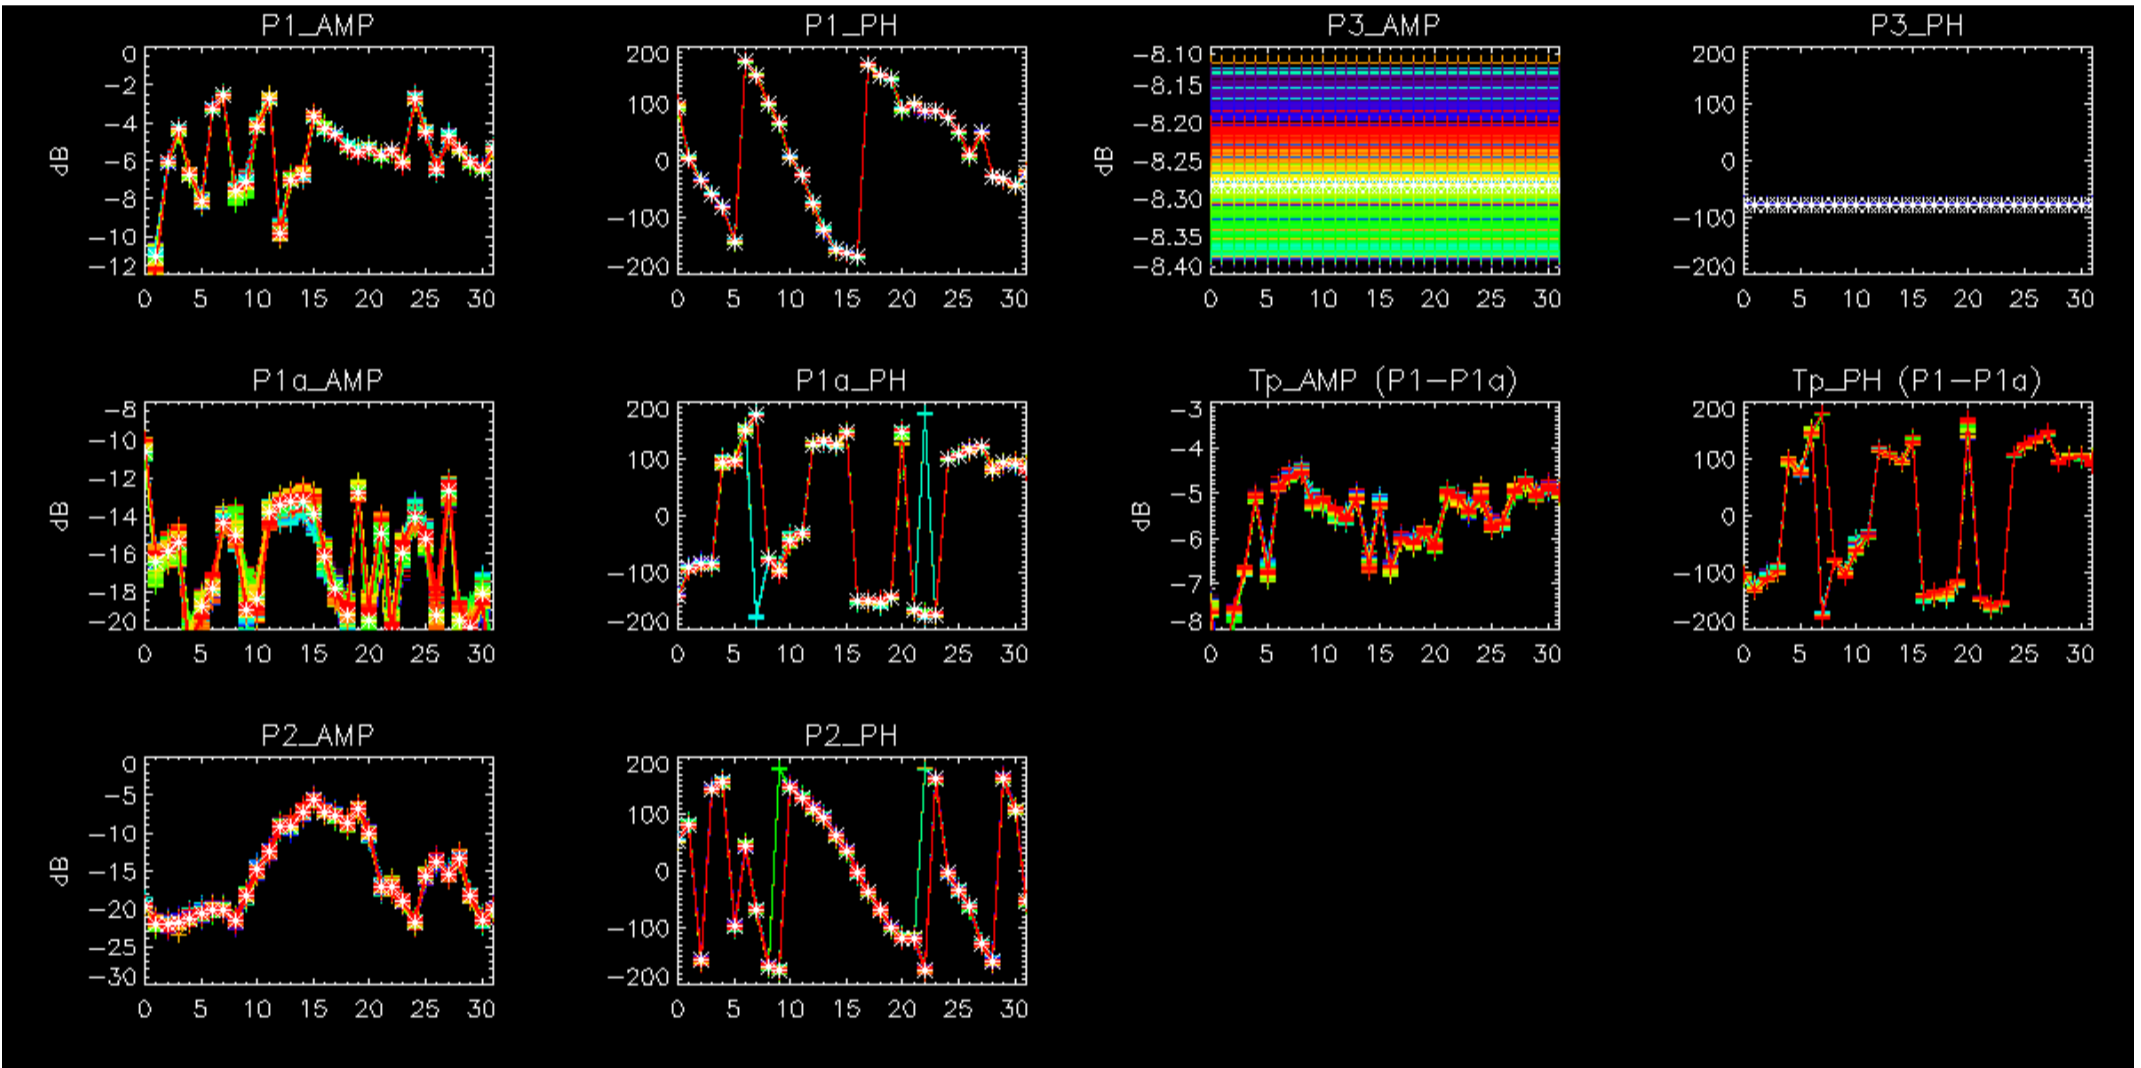 P1_AMP
dB
0
-2
-4
-6
-8
-10
-12
0 5 10 15 20 25 30
P1_PH
200
100
0
-100
-200
0 5 10 15 20 25 30
P3_AMP
dB
-8.10
-8.15
-8.20
-8.25
-8.30
-8.35
-8.40
0 5 10 15 20 25 30
P3_PH
200
100
0
-100
-200
0 5 10 15 20 25 30
P1a_AMP
dB
-8
-10
-12
-14
-16
-18
-20
0 5 10 15 20 25 30
P1a_PH
200
100
0
-100
-200
0 5 10 15 20 25 30
Tp_AMP (P1-P1a)
dB
-3
-4
-5
-6
-7
-8
0 5 10 15 20 25 30
Tp_PH (P1-P1a)
200
100
0
-100
-200
0 5 10 15 20 25 30
P2_AMP
dB
0
-5
-10
-15
-20
-25
-30
0 5 10 15 20 25 30
P2_PH
200
100
0
-100
-200
0 5 10 15 20 25 30